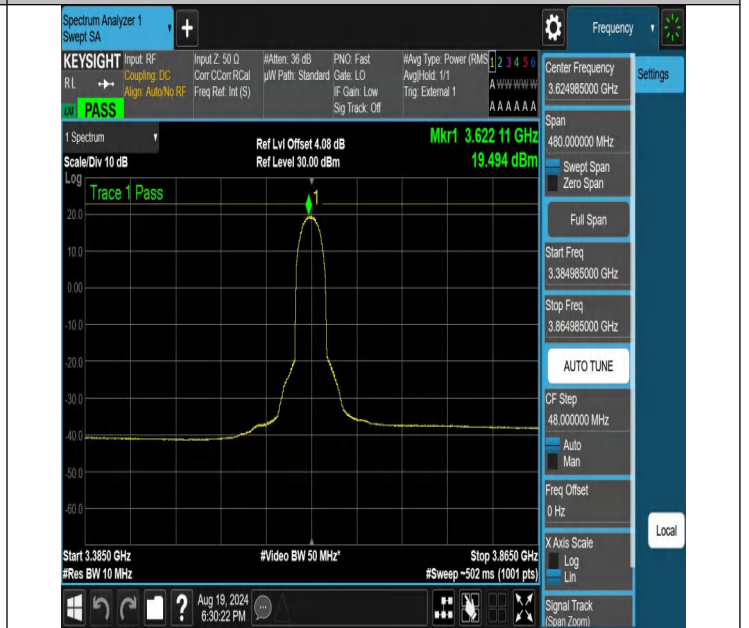 Spectrum Analyzer 1
Swept SA
+
Frequency
KEYSIGHT
RL
PASS
Input: RF
Coupling: DC
Align: Auto/No RF
Input Z: 50 Ω
Corr CCorr RCal
Freq Ref: Int (S)
#Atten: 36 dB
µW Path: Standard
PNO: Fast
Gate: LO
IF Gain: Low
Sig Track: Off
#Avg Type: Power (RMS
Avg|Hold: 1/1
Trig: External 1
1 2 3 4 5 6
A W W W W W
A A A A A A
1 Spectrum
Scale/Div 10 dB
Ref Lvl Offset 4.08 dB
Ref Level 30.00 dBm
Mkr1 3.622 11 GHz
19.494 dBm
Log
Trace 1 Pass
1
20.0
10.0
0.00
-10.0
-20.0
-30.0
-40.0
-50.0
-60.0
Start 3.3850 GHz
#Res BW 10 MHz
#Video BW 50 MHz*
Stop 3.8650 GHz
#Sweep ~502 ms (1001 pts)
Center Frequency
3.624985000 GHz
Settings
Span
480.000000 MHz
Swept Span
Zero Span
Full Span
Start Freq
3.384985000 GHz
Stop Freq
3.864985000 GHz
AUTO TUNE
CF Step
48.000000 MHz
Auto
Man
Freq Offset
0 Hz
Local
X Axis Scale
Log
Lin
Signal Track
(Span Zoom)
?
Aug 19, 2024
6:30:22 PM